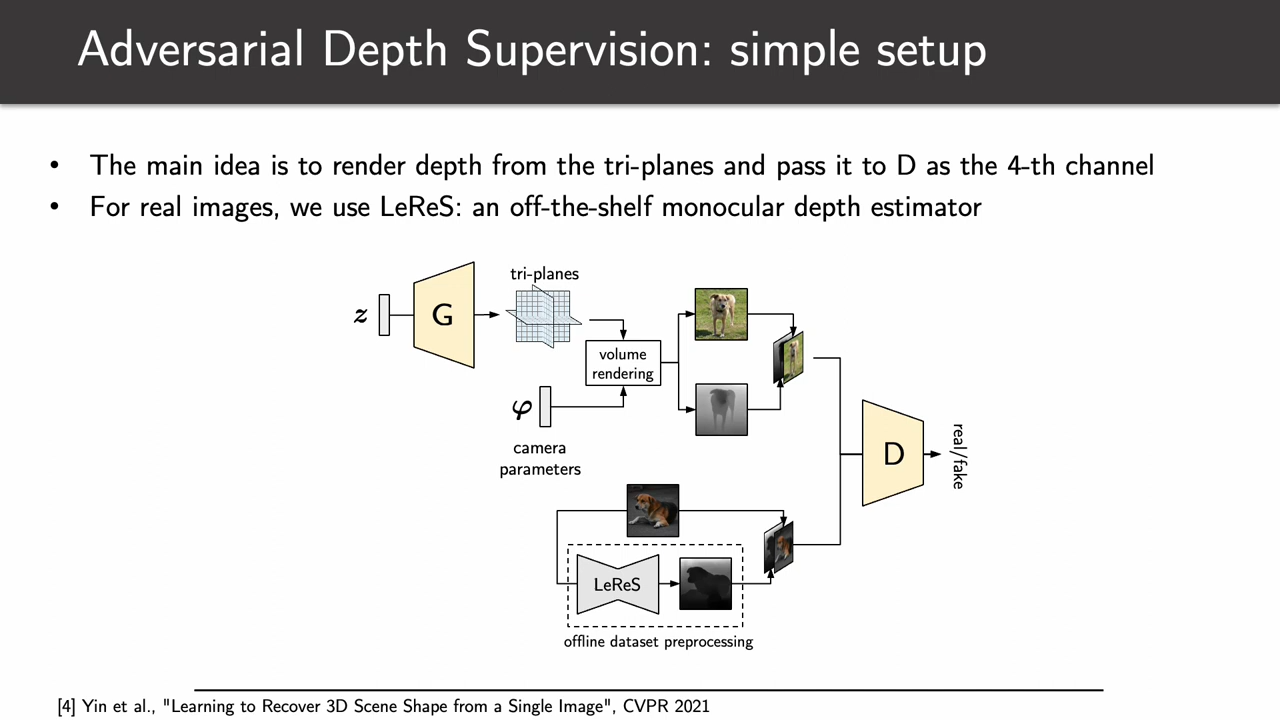 Adversarial Depth Supervision: simple setup
• The main idea is to render depth from the tri-planes and pass it to D as the 4-th channel
• For real images, we use LeReS: an off-the-shelf monocular depth estimator
tri-planes
z
G
volume
rendering
φ
camera
parameters
D
real/fake
LeReS
offline dataset preprocessing
[4] Yin et al., "Learning to Recover 3D Scene Shape from a Single Image", CVPR 2021